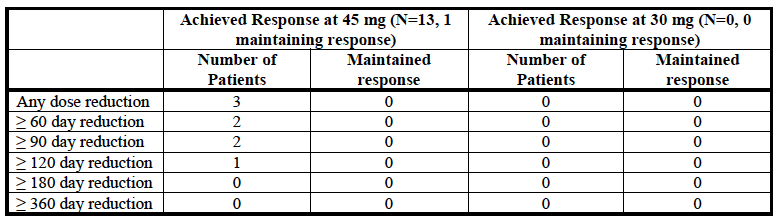 Achieved Response at 45 mg (N=13, 1 maintaining response) Achieved Response at 30 mg (N=0, 0 maintaining response)
Number of Patients Maintained response Number of Patients Maintained response
Any dose reduction 3 0 0 0
≥ 60 day reduction 2 0 0 0
≥ 90 day reduction 2 0 0 0
≥ 120 day reduction 1 0 0 0
≥ 180 day reduction 0 0 0 0
≥ 360 day reduction 0 0 0 0